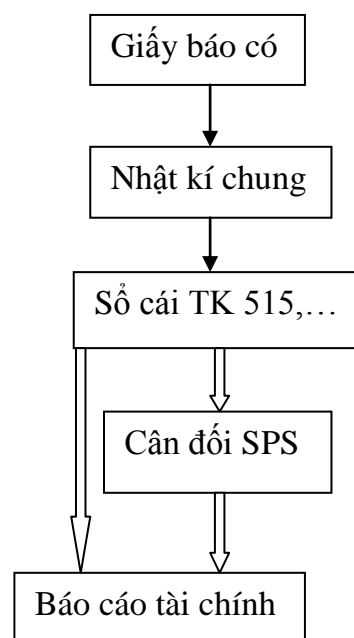 Giấy báo có
Nhật kí chung
Sổ cái TK 515,…
Cân đối SPS
Báo cáo tài chính